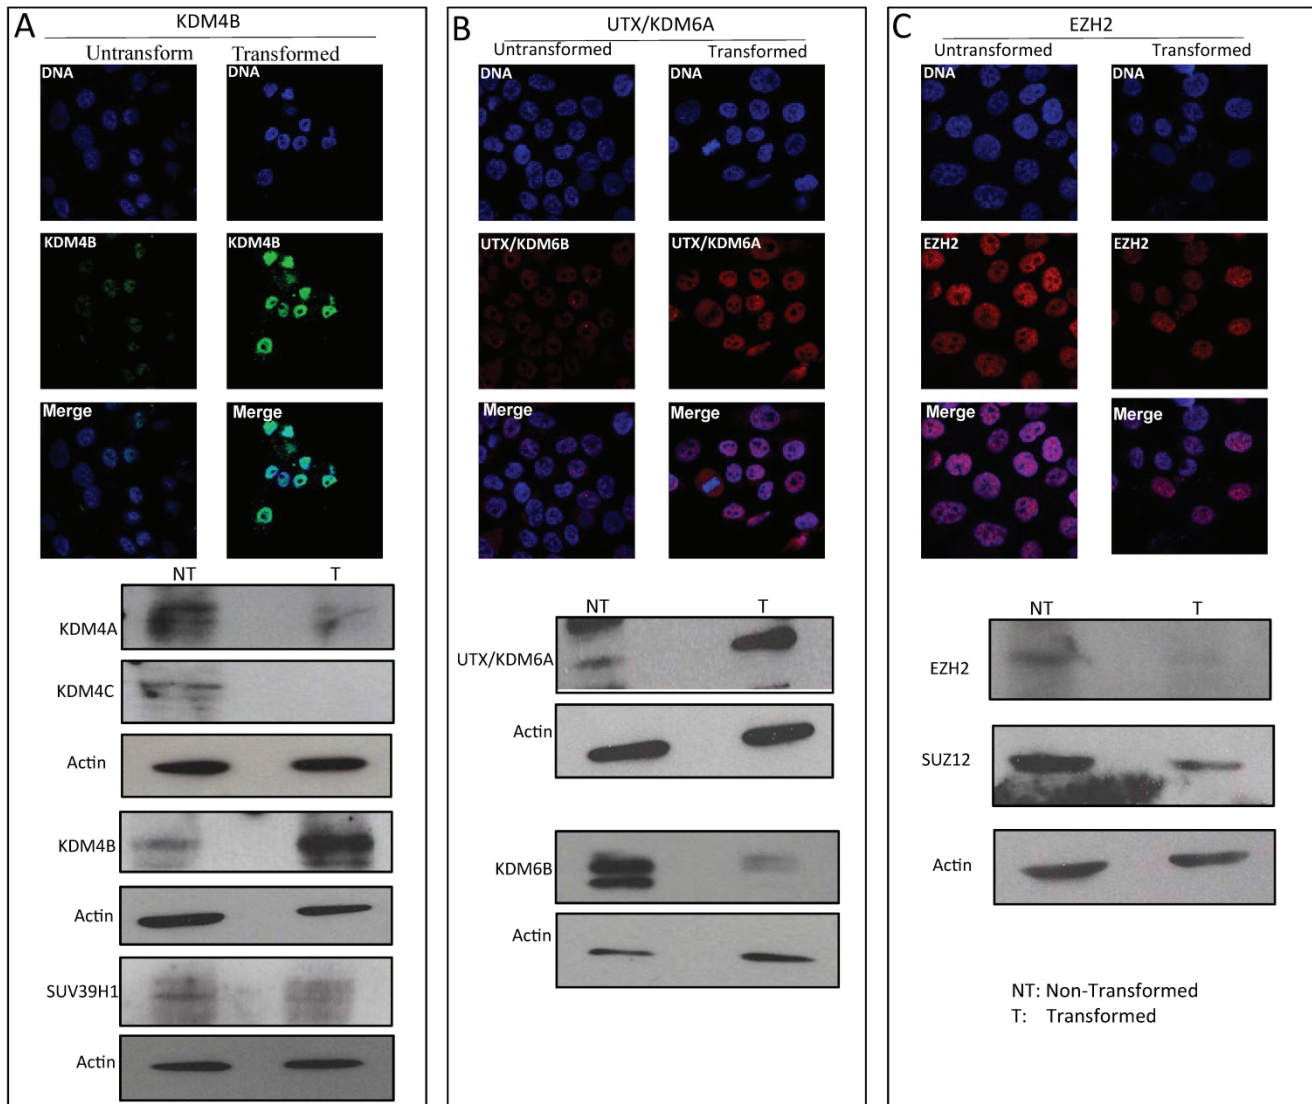 A
KDM4B
Untransform Transformed
DNA DNA
KDM4B KDM4B
Merge Merge
NT T
KDM4A
KDM4C
Actin
KDM4B
Actin
SUV39H1
Actin
B
UTX/KDM6A
Untransformed Transformed
DNA DNA
UTX/KDM6B UTX/KDM6A
Merge Merge
NT T
UTX/KDM6A
Actin
KDM6B
Actin
C
EZH2
Untransformed Transformed
DNA DNA
EZH2 EZH2
Merge Merge
NT T
EZH2
SUZ12
Actin
NT: Non-Transformed
T: Transformed